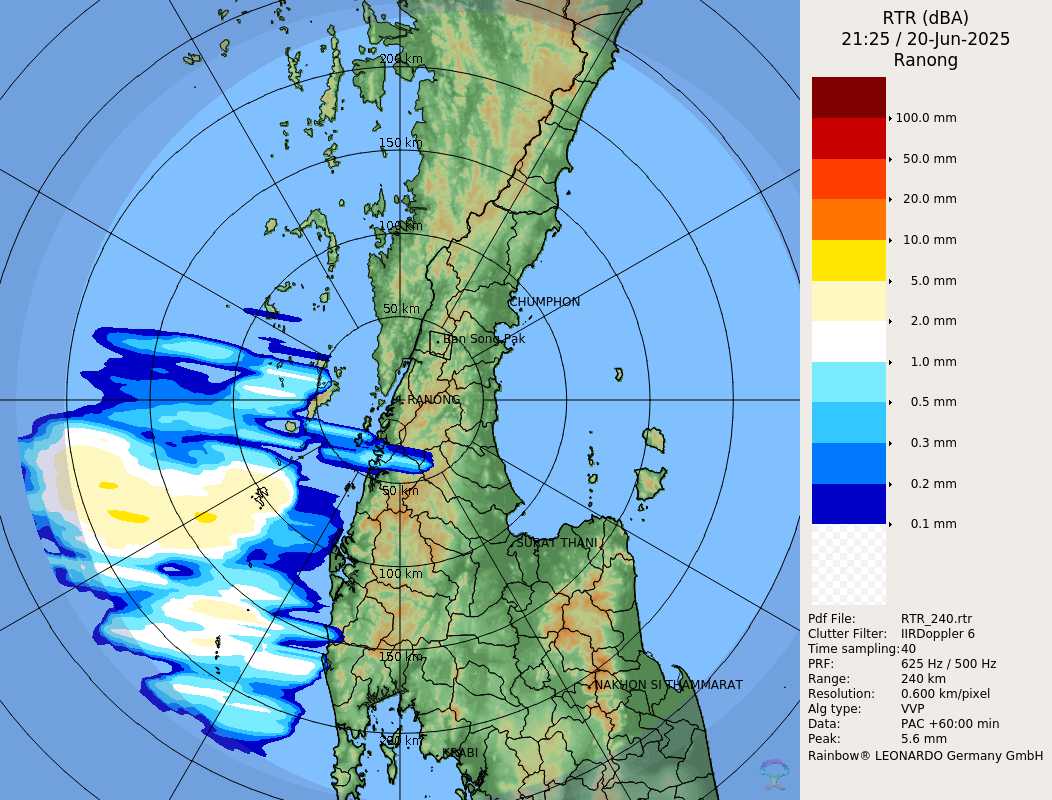 RTR (dBA)
21:25 / 20-Jun-2025
Ranong
100.0 mm
50.0 mm
20.0 mm
10.0 mm
5.0 mm
2.0 mm
1.0 mm
0.5 mm
0.3 mm
0.2 mm
0.1 mm
Pdf File: RTR_240.rtr
Clutter Filter: IIRDoppler 6
Time sampling: 40
PRF: 625 Hz / 500 Hz
Range: 240 km
Resolution: 0.600 km/pixel
Alg type: VVP
Data: PAC +60:00 min
Peak: 5.6 mm
Rainbow® LEONARDO Germany GmbH
200 km
150 km
100 km
50 km
CHUMPHON
Ban Song Pak
RANONG
50 km
SURAT THANI
100 km
150 km
NAKHON SI THAMMARAT
200 km
KRABI